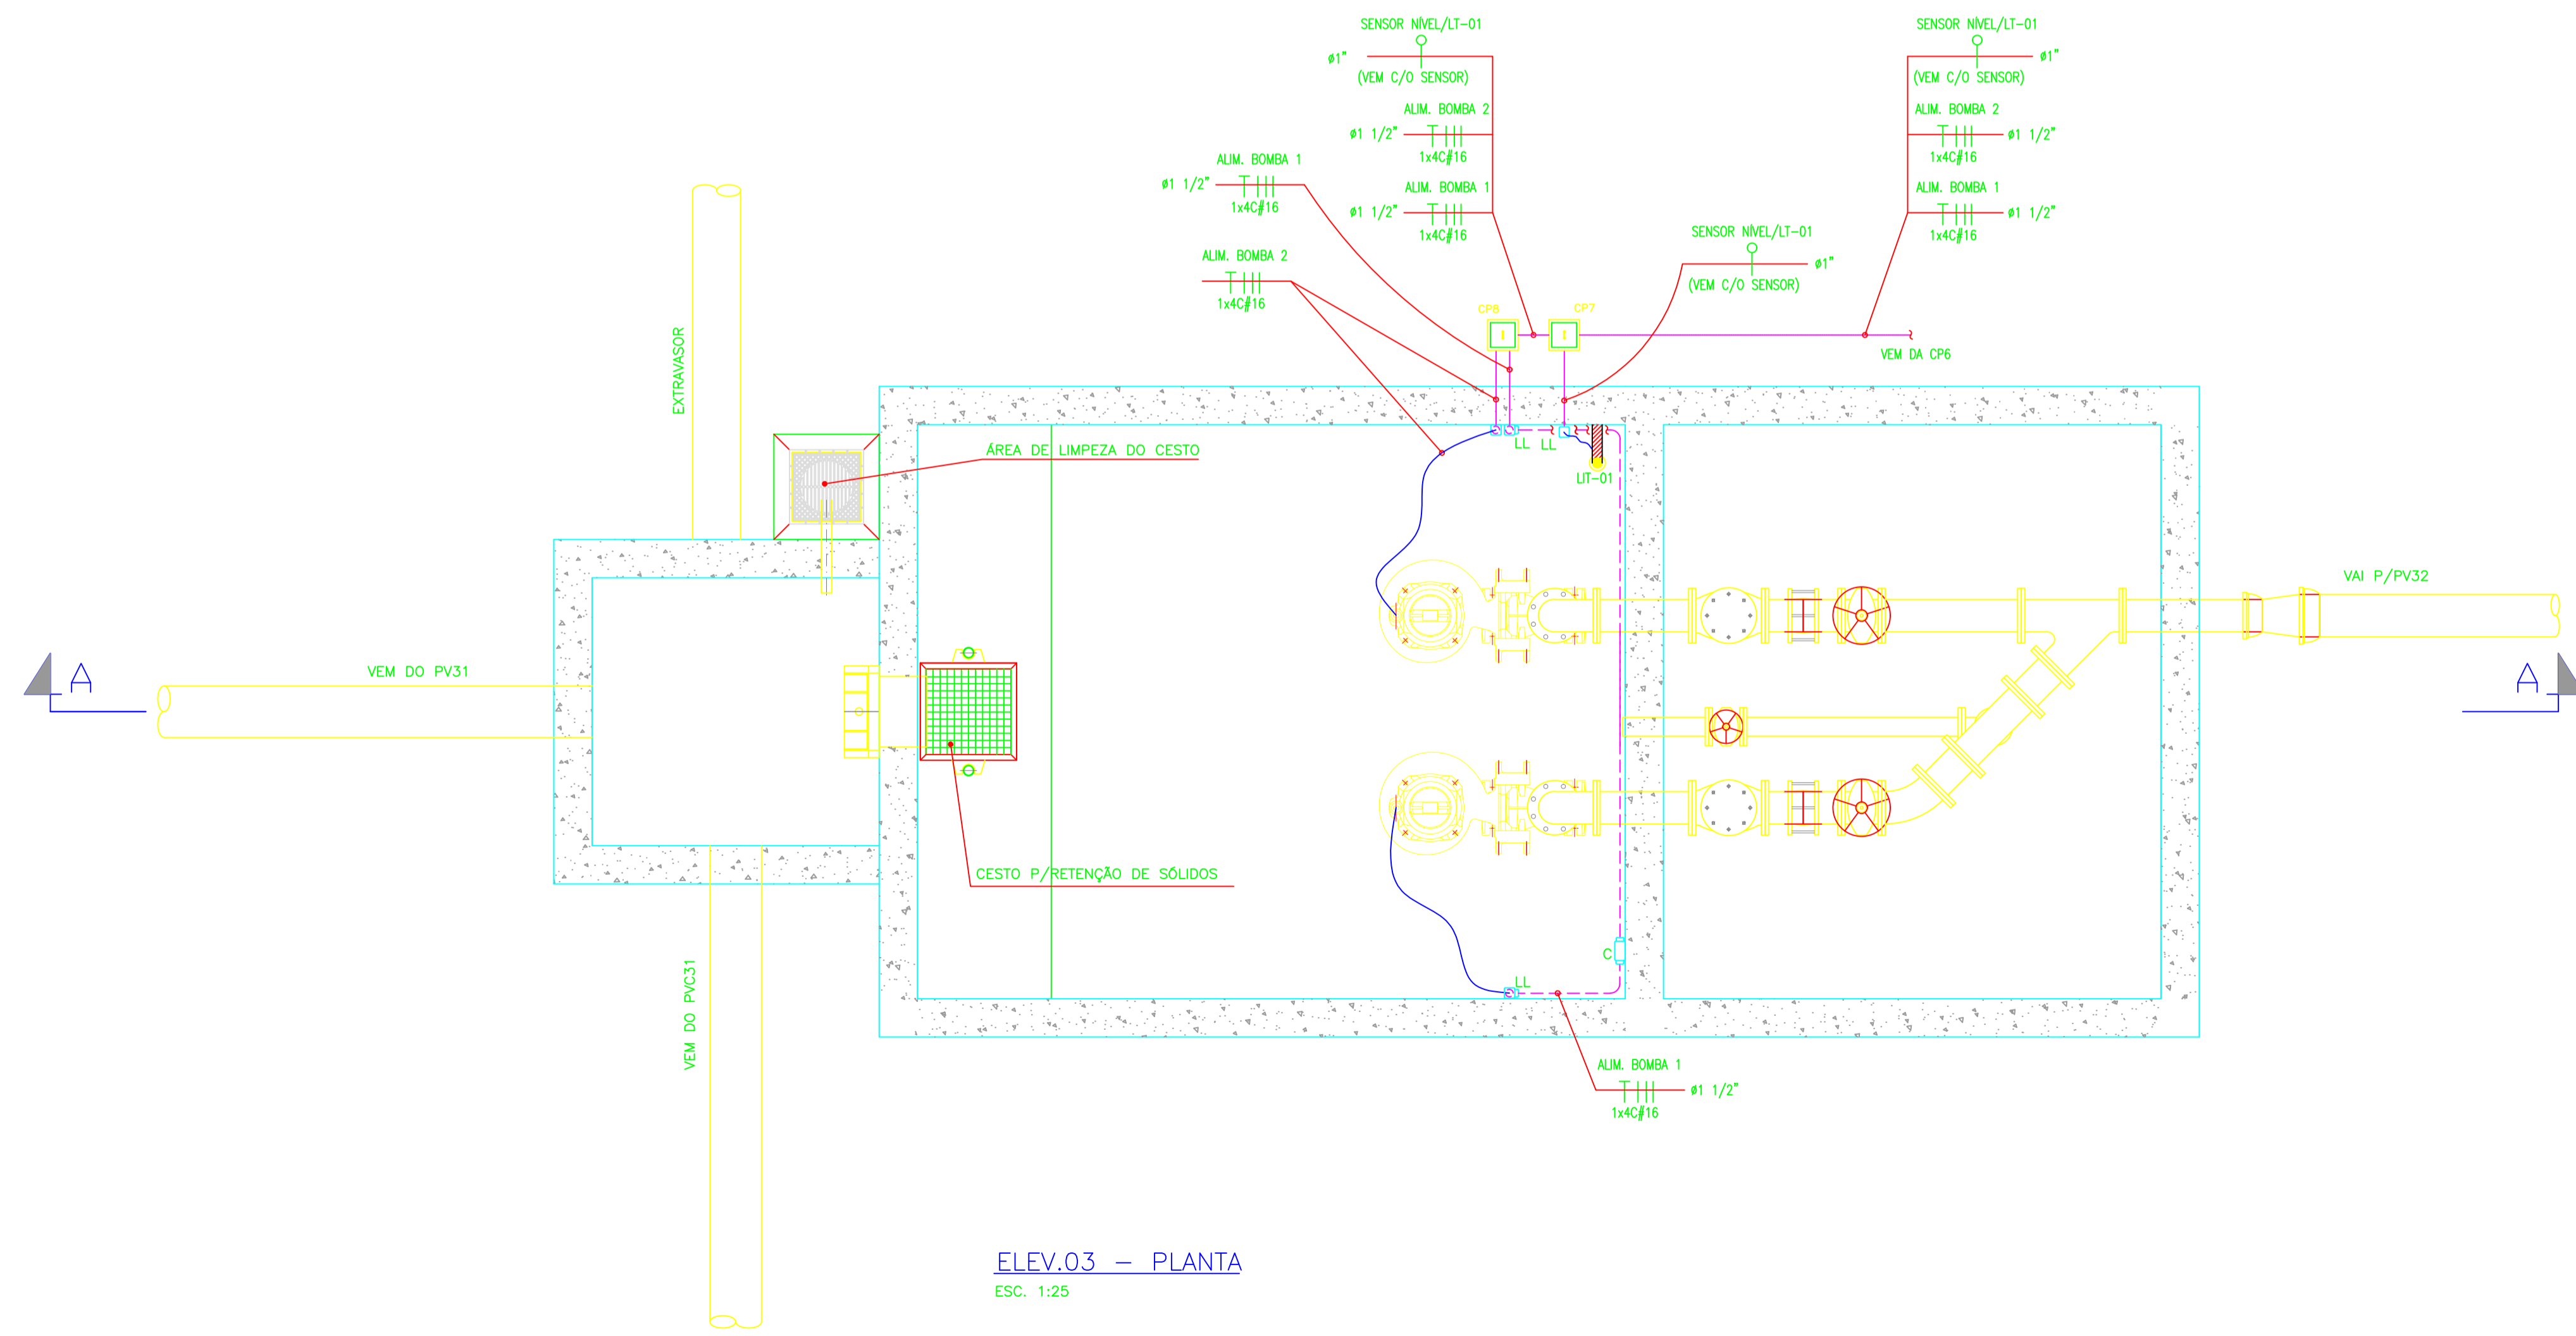 SENSOR NÍVEL/LT-01
ø1"
(VEM C/O SENSOR)
ALIM. BOMBA 2
ø1 1/2"
1x4C#16
ALIM. BOMBA 1
ø1 1/2"
1x4C#16
SENSOR NÍVEL/LT-01
ø1"
(VEM C/O SENSOR)
ALIM. BOMBA 2
ø1 1/2"
1x4C#16
ALIM. BOMBA 1
ø1 1/2"
1x4C#16
ALIM. BOMBA 1
ø1 1/2"
1x4C#16
ALIM. BOMBA 2
1x4C#16
SENSOR NÍVEL/LT-01
ø1"
(VEM C/O SENSOR)
CP8
CP7
I
I
VEM DA CP6
EXTRAVASOR
ÁREA DE LIMPEZA DO CESTO
LL
LL
LIT-01
VAI P/PV32
A
VEM DO PV31
A
CESTO P/RETENÇÃO DE SÓLIDOS
C
LL
VEM DO PVC31
ALIM. BOMBA 1
ø1 1/2"
1x4C#16
ELEV.03 - PLANTA
ESC. 1:25